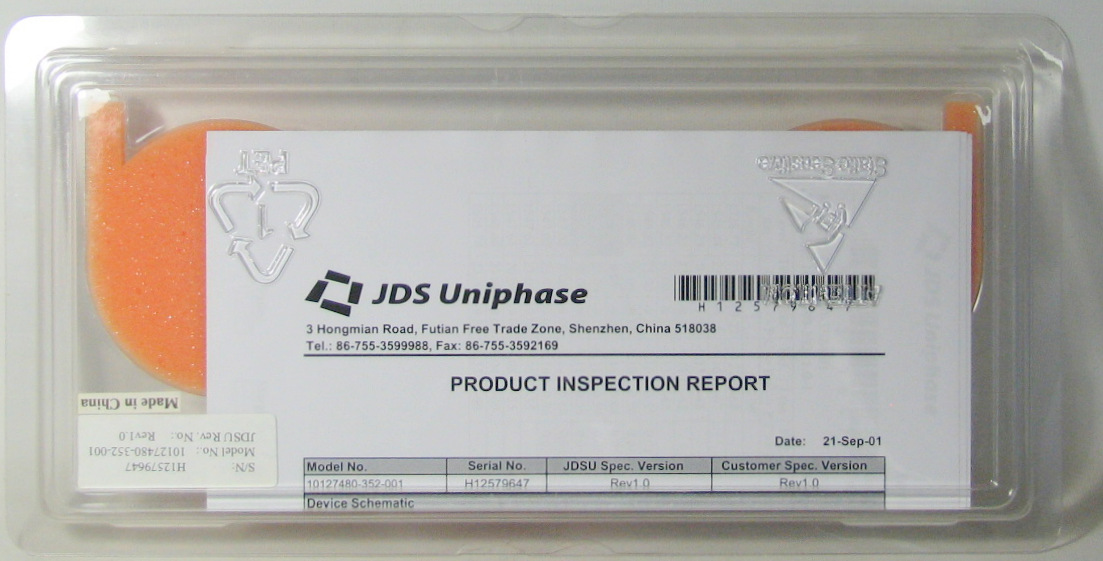 PET
1
Static Sensitive
ATTENTION
JDS Uniphase
H12579647
3 Hongmian Road, Futian Free Trade Zone, Shenzhen, China 518038
Tel.: 86-755-3599988, Fax: 86-755-3592169
PRODUCT INSPECTION REPORT
Date: 21-Sep-01
Model No. Serial No. JDSU Spec. Version Customer Spec. Version
10127480-352-001 H12579647 Rev1.0 Rev1.0
Device Schematic
S/N: H12579647
Model No.: 10127480-352-001
JDSU Rev. No.: Rev1.0
Made in China